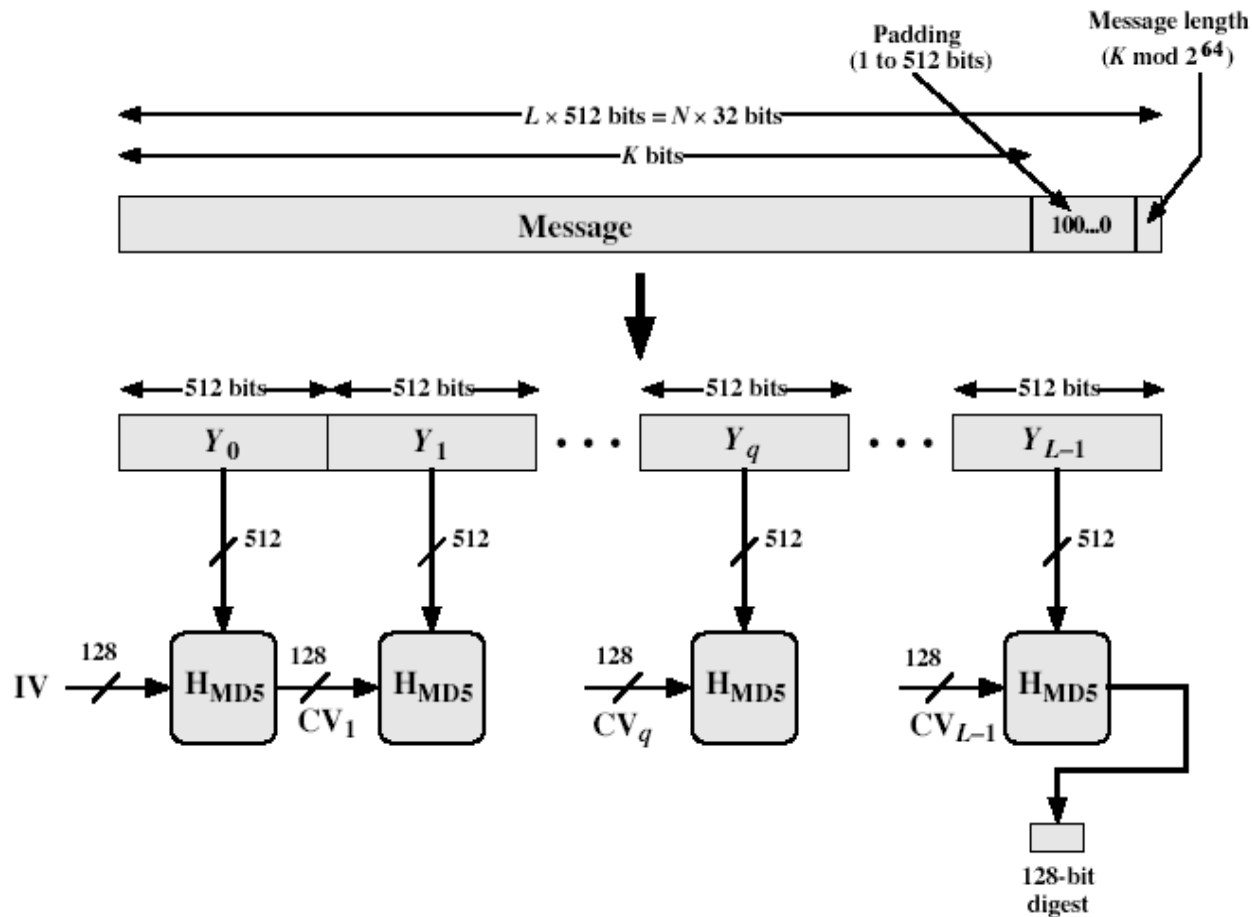 Padding
(1 to 512 bits)
Message length
(K mod 2^64)
L × 512 bits = N × 32 bits
K bits
Message
100...0
512 bits
512 bits
512 bits
512 bits
Y0
Y1
• • •
Yq
• • •
YL–1
512
512
512
512
IV
128
HMD5
128
CV1
HMD5
128
CVq
HMD5
128
CVL–1
HMD5
128-bit
digest